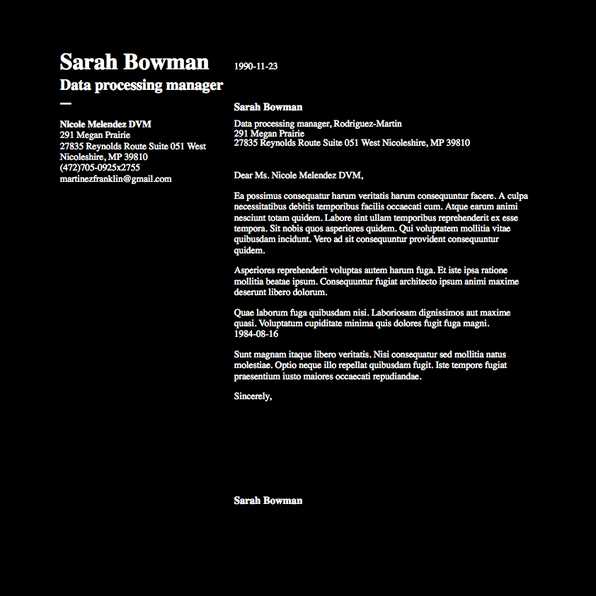 Sarah Bowman
Data processing manager
—
Nicole Melendez DVM
291 Megan Prairie
27835 Reynolds Route Suite 051 West
Nicoleshire, MP 39810
(472)705-0925x2755
martinezfranklin@gmail.com
1990-11-23
Sarah Bowman
Data processing manager, Rodriguez-Martin
291 Megan Prairie
27835 Reynolds Route Suite 051 West Nicoleshire, MP 39810
Dear Ms. Nicole Melendez DVM,
Ea possimus consequatur harum veritatis harum consequuntur facere. A culpa
necessitatibus debitis temporibus facilis occaecati cum. Atque earum animi
nesciunt totam quidem. Labore sint ullam temporibus reprehenderit ex esse
tempora. Sit nobis quos asperiores quidem. Qui voluptatem mollitia vitae
quibusdam incidunt. Vero ad sit consequuntur provident consequuntur
quidem.
Asperiores reprehenderit voluptas autem harum fuga. Et iste ipsa ratione
mollitia beatae ipsum. Consequuntur fugiat architecto ipsum animi maxime
deserunt libero dolorum.
Quae laborum fuga quibusdam nisi. Laboriosam dignissimos aut maxime
quasi. Voluptatum cupiditate minima quis dolores fugit fuga magni.
1984-08-16
Sunt magnam itaque libero veritatis. Nisi consequatur sed mollitia natus
molestiae. Optio neque illo repellat quibusdam fugit. Iste tempore fugiat
praesentium iusto maiores occaecati repudiandae.
Sincerely,
Sarah Bowman